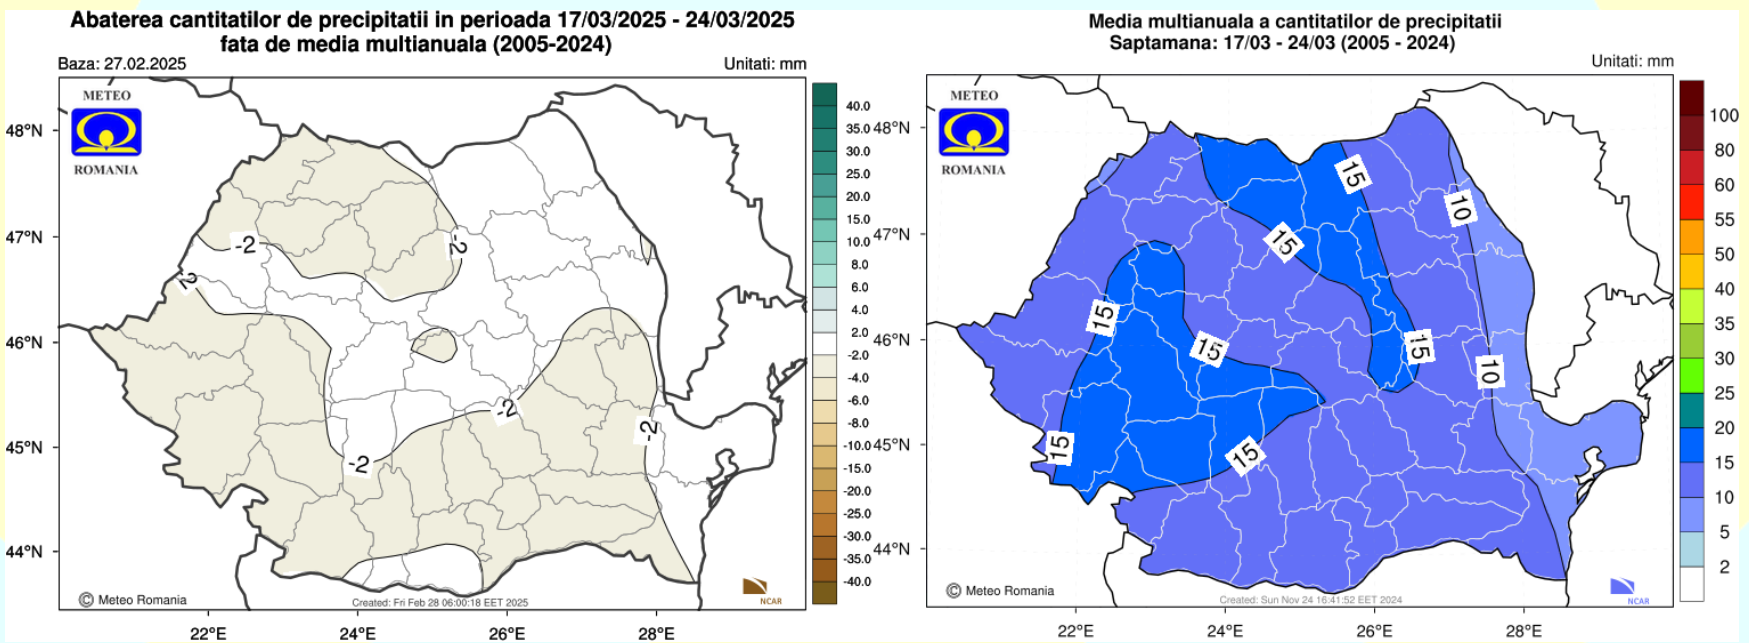 Abaterea cantitatilor de precipitatii in perioada 17/03/2025 - 24/03/2025
fata de media multianuala (2005-2024)
Baza: 27.02.2025
Unitati: mm
METEO
ROMANIA
48°N
47°N
46°N
45°N
44°N
22°E
24°E
26°E
28°E
-2
-2
-2
-2
-2
-2
40.0
35.0
30.0
25.0
20.0
15.0
10.0
8.0
6.0
4.0
2.0
-2.0
-4.0
-6.0
-8.0
-10.0
-15.0
-20.0
-25.0
-30.0
-35.0
-40.0
© Meteo Romania
Created: Fri Feb 28 06:00:18 EET 2025
NCAR
Media multianuala a cantitatilor de precipitatii
Saptamana: 17/03 - 24/03 (2005 - 2024)
Unitati: mm
METEO
ROMANIA
48°N
47°N
46°N
45°N
44°N
22°E
24°E
26°E
28°E
15
10
15
15
15
15
10
15
15
100
80
60
55
50
40
35
30
25
20
15
10
5
2
© Meteo Romania
Created: Sun Nov 24 16:41:52 EET 2024
NCAR